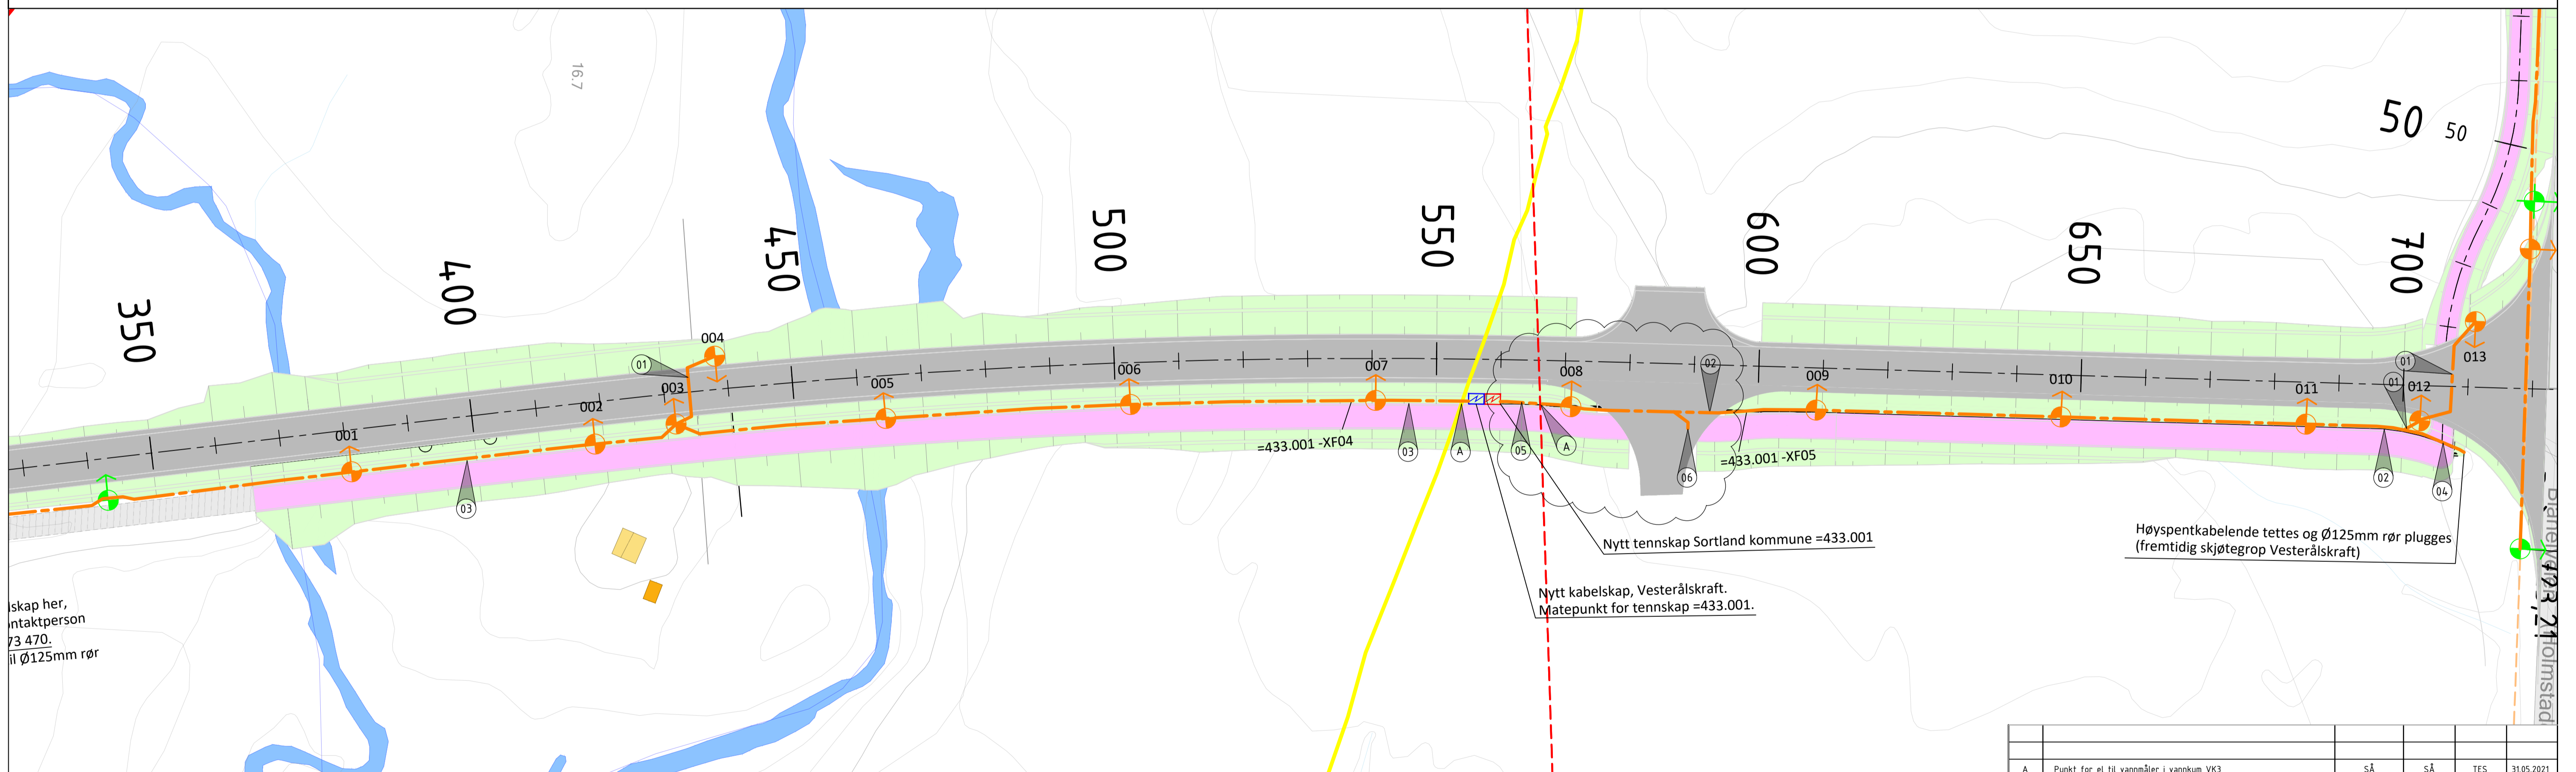 16.7
50
50
350
400
450
500
550
600
650
700
001
002
003
004
005
006
007
008
009
010
011
012
013
01
03
=433.001 -XF04
03
A
05
A
02
06
=433.001 -XF05
01
01
02
04
Nytt tennskap Sortland kommune =433.001
Nytt kabelskap, Vesterålskraft.
Matepunkt for tennskap =433.001.
Høyspentkabelende tettes og Ø125mm rør plugges
(fremtidig skjøtegrop Vesterålskraft)
lskap her,
ontaktperson
73 470.
il Ø125mm rør
Holmstad
A Punkt for el til vannmåler i vannkum VK3 SÅ SÅ TES 31.05.2021